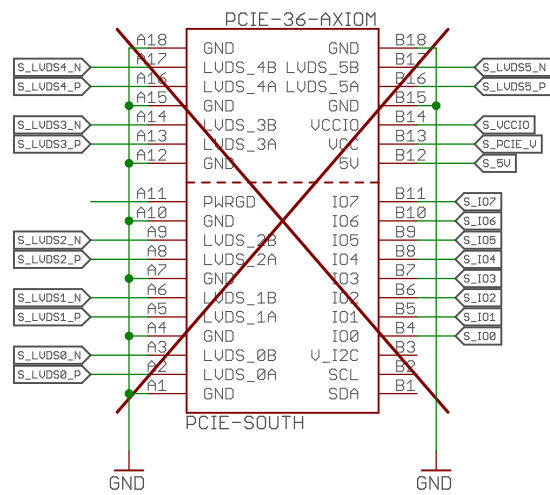 PCIE-36-AXIOM
A18 GND GND B18
S_LVDS4_N A17 LVDS_4B LVDS_5B B17 S_LVDS5_N
S_LVDS4_P A16 LVDS_4A LVDS_5A B16 S_LVDS5_P
A15 GND GND B15
S_LVDS3_N A14 LVDS_3B VCCIO B14 S_VCCIO
S_LVDS3_P A13 LVDS_3A VCC B13 S_PCIE_V
A12 GND 5V B12 S_5V
A11 PWRGD IO7 B11 S_IO7
A10 GND IO6 B10 S_IO6
S_LVDS2_N A9 LVDS_2B IO5 B9 S_IO5
S_LVDS2_P A8 LVDS_2A IO4 B8 S_IO4
A7 GND IO3 B7 S_IO3
S_LVDS1_N A6 LVDS_1B IO2 B6 S_IO2
S_LVDS1_P A5 LVDS_1A IO1 B5 S_IO1
A4 GND IO0 B4 S_IO0
S_LVDS0_N A3 LVDS_0B V_I2C B3
S_LVDS0_P A2 LVDS_0A SCL B2
A1 GND SDA B1
PCIE-SOUTH
GND GND